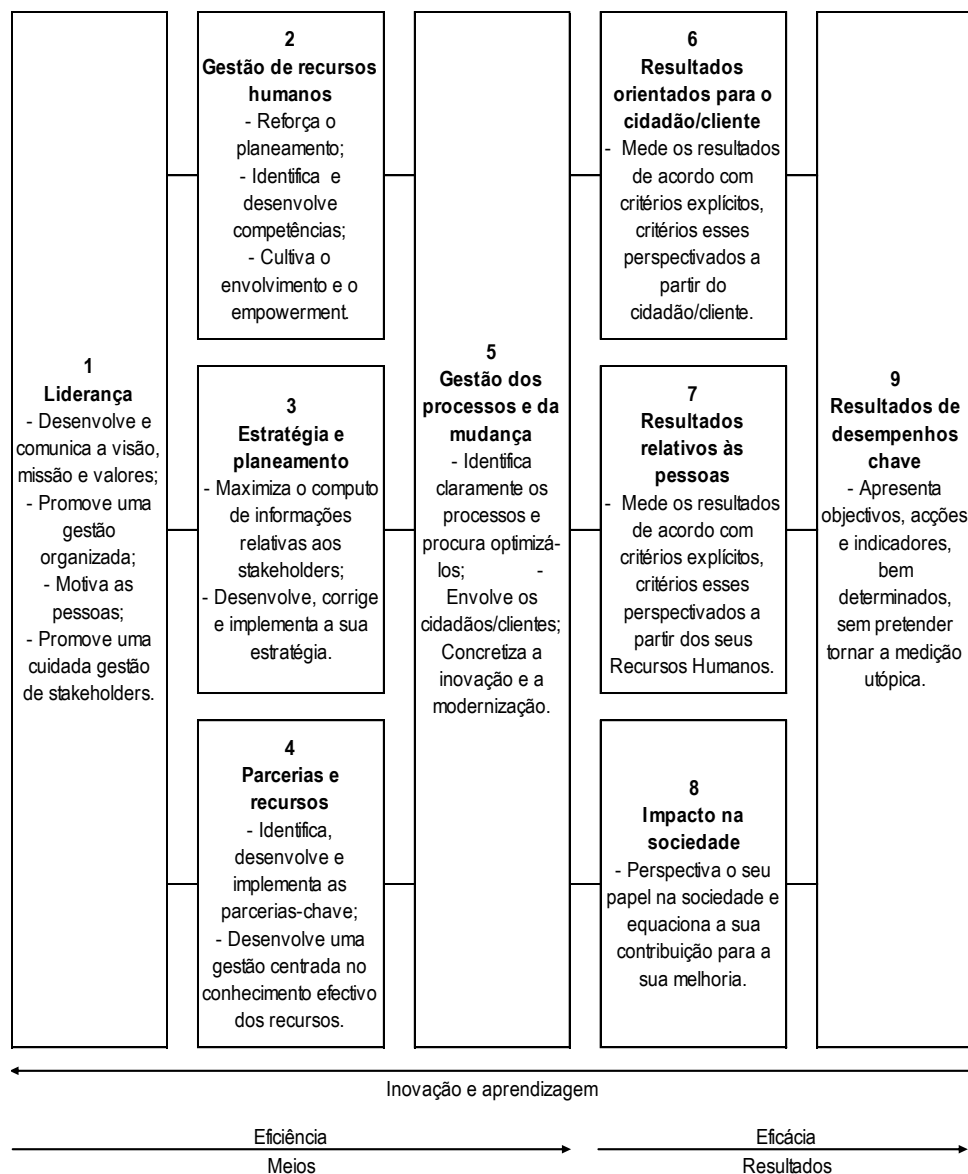 1
Liderança
- Desenvolve e
comunica a visão,
missão e valores;
- Promove uma
gestão
organizada;
- Motiva as
pessoas;
- Promove uma
cuidada gestão
de stakeholders.
2
Gestão de recursos
humanos
- Reforça o
planeamento;
- Identifica e
desenvolve
competências;
- Cultiva o
envolvimento e o
empowerment.
3
Estratégia e
planeamento
- Maximiza o computo
de informações
relativas aos
stakeholders;
- Desenvolve, corrige
e implementa a sua
estratégia.
4
Parcerias e
recursos
- Identifica,
desenvolve e
implementa as
parcerias-chave;
- Desenvolve uma
gestão centrada no
conhecimento efectivo
dos recursos.
5
Gestão dos
processos e da
mudança
- Identifica
claramente os
processos e
procura optimizá-
los; -
Envolve os
cidadãos/clientes;
Concretiza a
inovação e a
modernização.
6
Resultados
orientados para o
cidadão/cliente
- Mede os resultados
de acordo com
critérios explícitos,
critérios esses
perspectivados a
partir do
cidadão/cliente.
7
Resultados
relativos às
pessoas
- Mede os resultados
de acordo com
critérios explícitos,
critérios esses
perspectivados a
partir dos seus
Recursos Humanos.
8
Impacto na
sociedade
- Perspectiva o seu
papel na sociedade e
equaciona a sua
contribuição para a
sua melhoria.
9
Resultados de
desempenhos
chave
- Apresenta
objectivos, acções
e indicadores,
bem
determinados,
sem pretender
tornar a medição
utópica.
Inovação e aprendizagem
Eficiência
Meios
Eficácia
Resultados